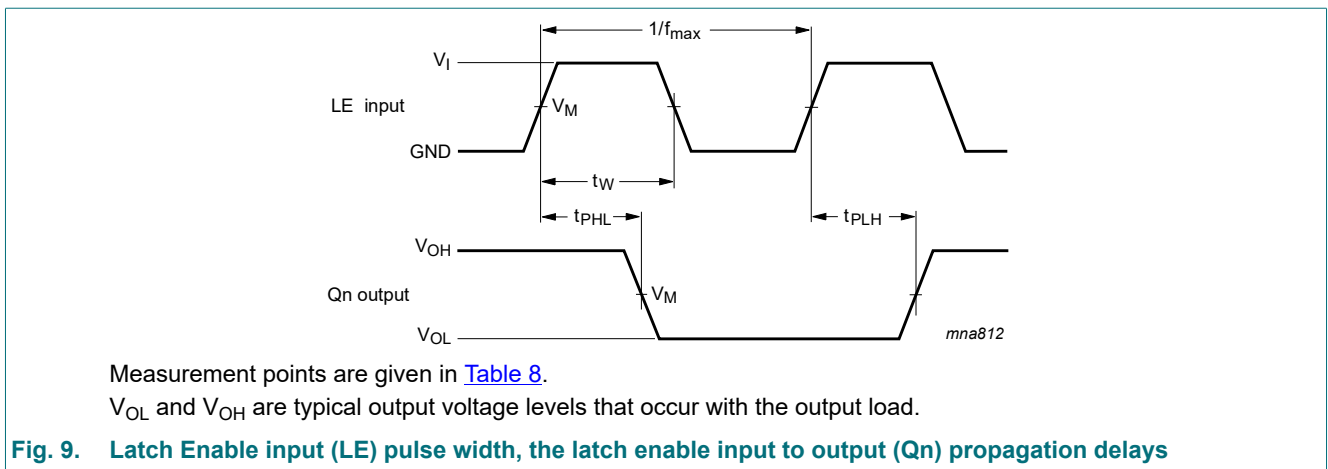 1/fmax
VI
LE input
VM
GND
tW
tPHL
tPLH
VOH
Qn output
VM
VOL
mna812
Measurement points are given in Table 8.
VOL and VOH are typical output voltage levels that occur with the output load.
Fig. 9. Latch Enable input (LE) pulse width, the latch enable input to output (Qn) propagation delays